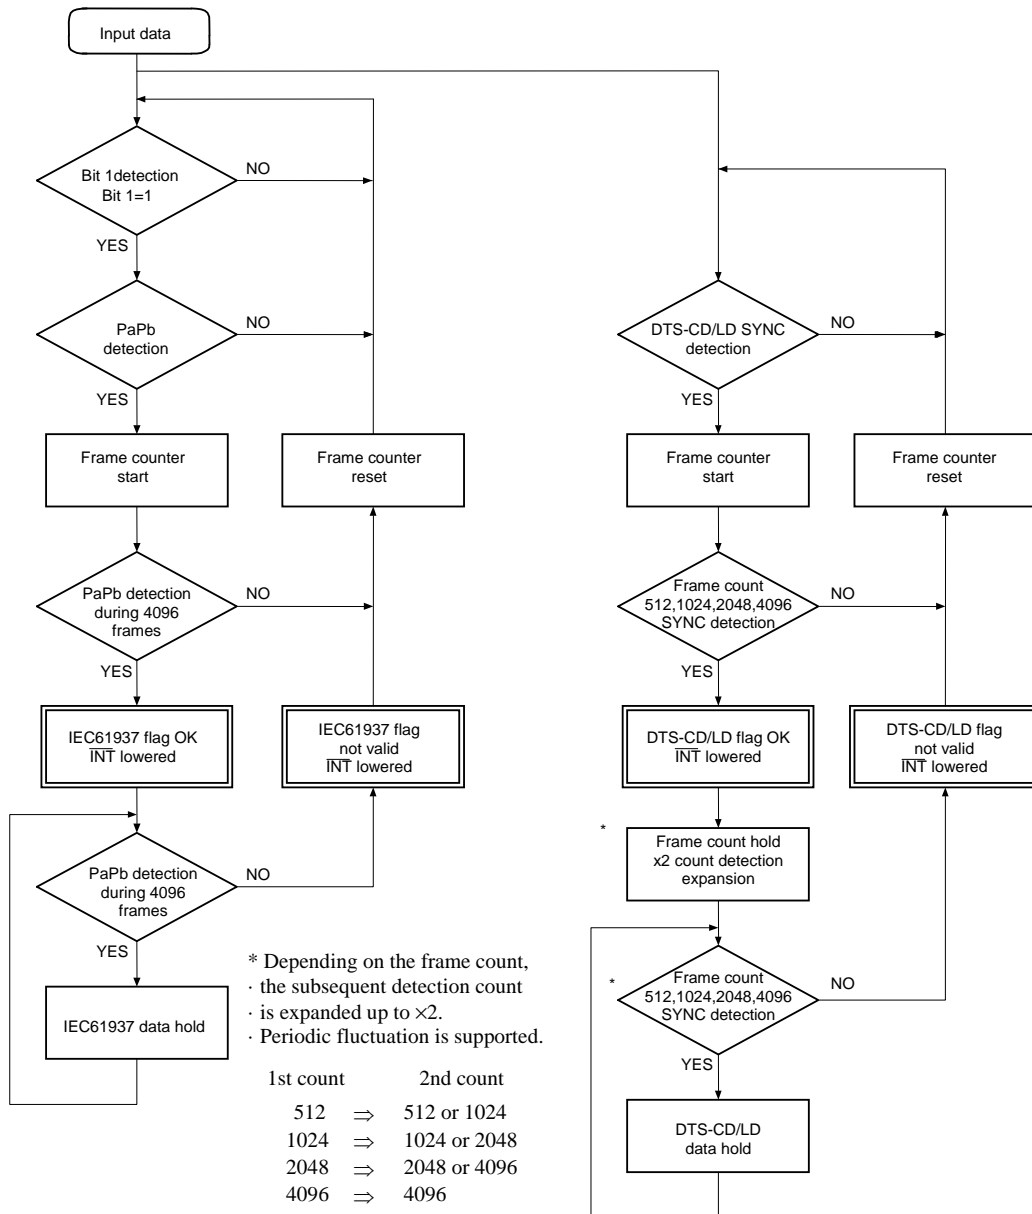 Input data
Bit 1detection
Bit 1=1
NO
YES
PaPb
detection
NO
YES
Frame counter
start
Frame counter
reset
PaPb detection
during 4096
frames
NO
YES
IEC61937 flag OK
INT lowered
IEC61937 flag
not valid
INT lowered
PaPb detection
during 4096
frames
NO
YES
IEC61937 data hold
* Depending on the frame count,
· the subsequent detection count
· is expanded up to ×2.
· Periodic fluctuation is supported.
1st count 2nd count
512 ⇒ 512 or 1024
1024 ⇒ 1024 or 2048
2048 ⇒ 2048 or 4096
4096 ⇒ 4096
DTS-CD/LD SYNC
detection
NO
YES
Frame counter
start
Frame counter
reset
Frame count
512,1024,2048,4096
SYNC detection
NO
YES
DTS-CD/LD flag OK
INT lowered
DTS-CD/LD flag
not valid
INT lowered
*
Frame count hold
x2 count detection
expansion
*
Frame count
512,1024,2048,4096
SYNC detection
NO
YES
DTS-CD/LD
data hold